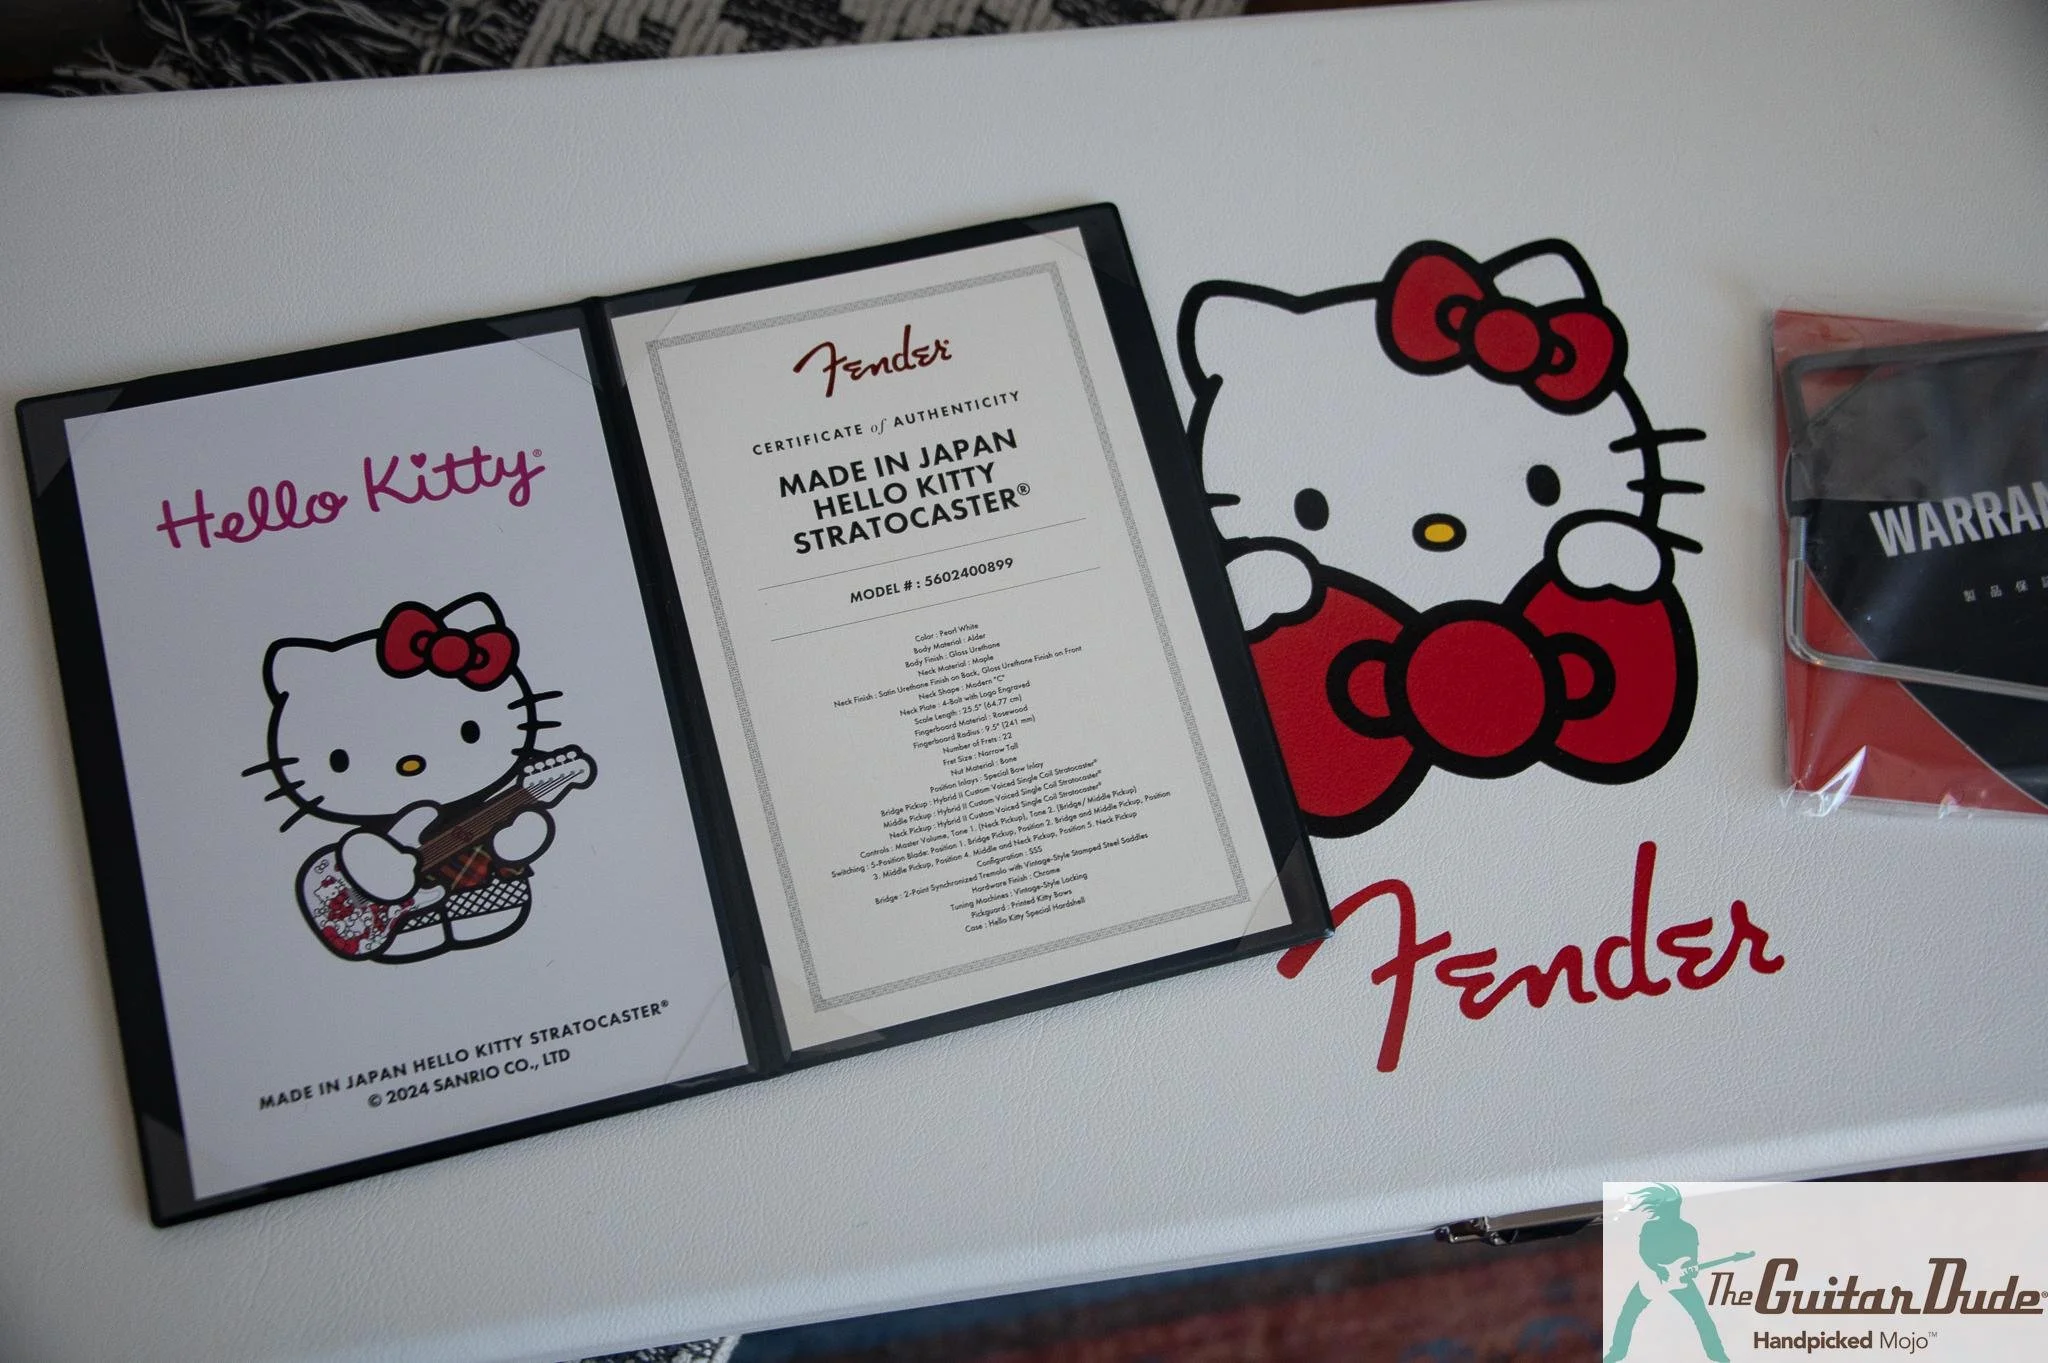 Hello Kitty®
MADE IN JAPAN HELLO KITTY STRATOCASTER®
© 2024 SANRIO CO., LTD
Fender
CERTIFICATE of AUTHENTICITY
MADE IN JAPAN
HELLO KITTY
STRATOCASTER®
MODEL # : 5602400899
Color : Pearl White
Body Material : Alder
Body Finish : Gloss Urethane
Neck Material : Maple
Neck Finish : Satin Urethane Finish on Back, Gloss Urethane Finish on Front
Neck Shape : Modern "C"
Neck Plate : 4-Bolt with Logo Engraved
Scale Length : 25.5" (64.77 cm)
Fingerboard Material : Rosewood
Fingerboard Radius : 9.5" (241 mm)
Number of Frets : 22
Fret Size : Narrow Tall
Nut Material : Bone
Position Inlays : Special Bow Inlay
Bridge Pickup : Hybrid II Custom Voiced Single Coil Stratocaster®
Middle Pickup : Hybrid II Custom Voiced Single Coil Stratocaster®
Neck Pickup : Hybrid II Custom Voiced Single Coil Stratocaster®
Controls : Master Volume, Tone 1. (Neck Pickup), Tone 2. (Bridge/ Middle Pickup)
Switching : 5-Position Blade: Position 1. Bridge Pickup, Position 2. Bridge and Middle Pickup, Position
3. Middle Pickup, Position 4. Middle and Neck Pickup, Position 5. Neck Pickup
Configuration : SSS
Bridge : 2-Point Synchronized Tremolo with Vintage-Style Stamped Steel Saddles
Hardware Finish : Chrome
Tuning Machines : Vintage-Style Locking
Pickguard : Printed Kitty Bows
Case : Hello Kitty Special Hardshell
Fender
WARRAN
製品保
The Guitar Dude®
Handpicked Mojo™